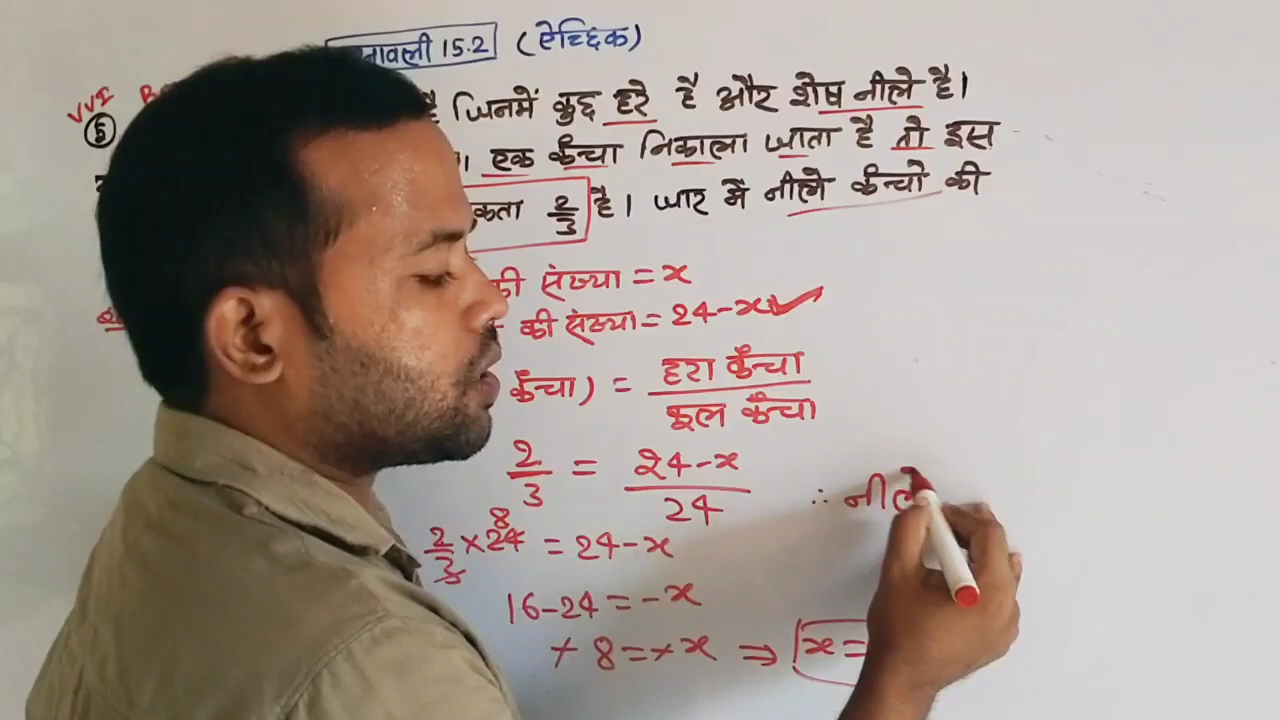 नावली 15.2 (ऐच्छिक)
VVI
5 है जिनमें कुछ हरे है और शेष नीले है।
एक कँन्चा निकाला जाता है तो इस
कता 2/3 है। जार में नीले कँन्चो की
की संख्या = x
की संख्या = 24-x ✓
कँन्चा) = हरा कँन्चा / कुल कँन्चा
2/3 = 24-x / 24
∴ नील
2/3 × 24 8 = 24-x
16-24 = -x
+ 8 = + x ⇒ x =